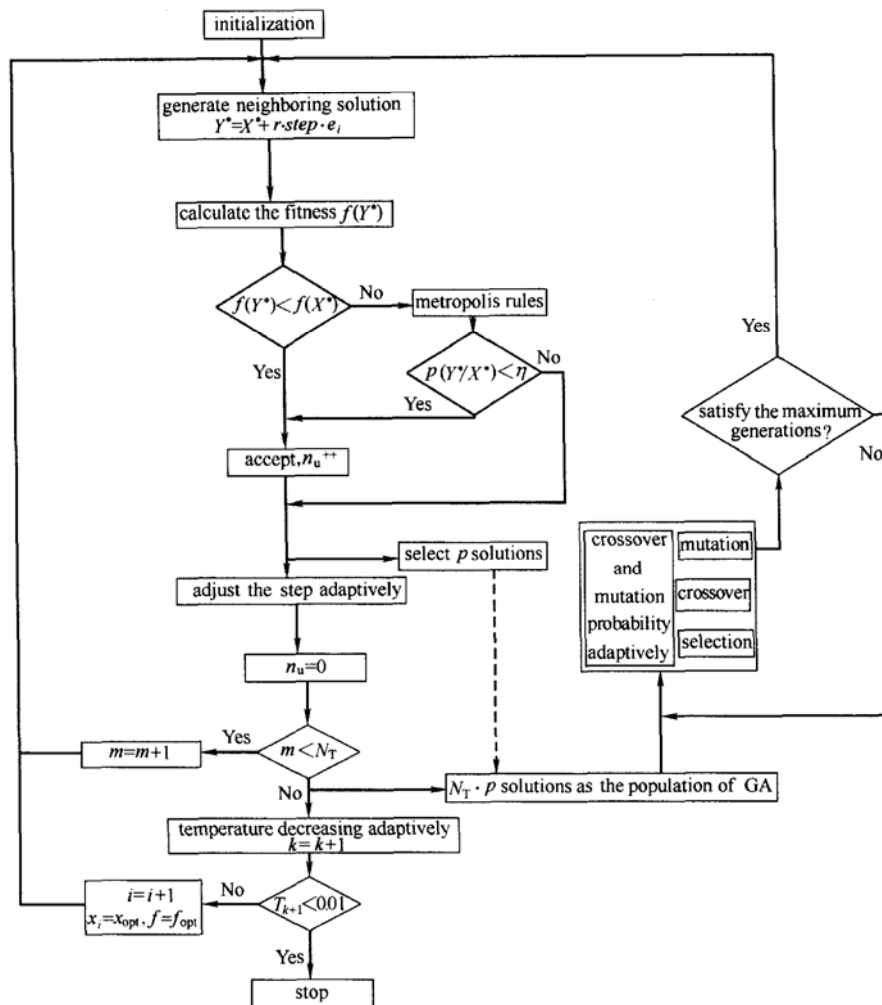 initialization
generate neighboring solution
Y*=X*+r·step·e_i
calculate the fitness f(Y*)
f(Y*)<f(X*)
No
metropolis rules
Yes
p(Y*/X*)<η
No
Yes
Yes
satisfy the maximum
generations?
No
accept,n_u++
select p solutions
adjust the step adaptively
crossover
and
mutation
probability
adaptively
mutation
crossover
selection
n_u=0
m<N_T
Yes
m=m+1
No
N_T·p solutions as the population of GA
temperature decreasing adaptively
k=k+1
T_{k+1}<0.01
No
i=i+1
x_i=x_opt, f=f_opt
Yes
stop